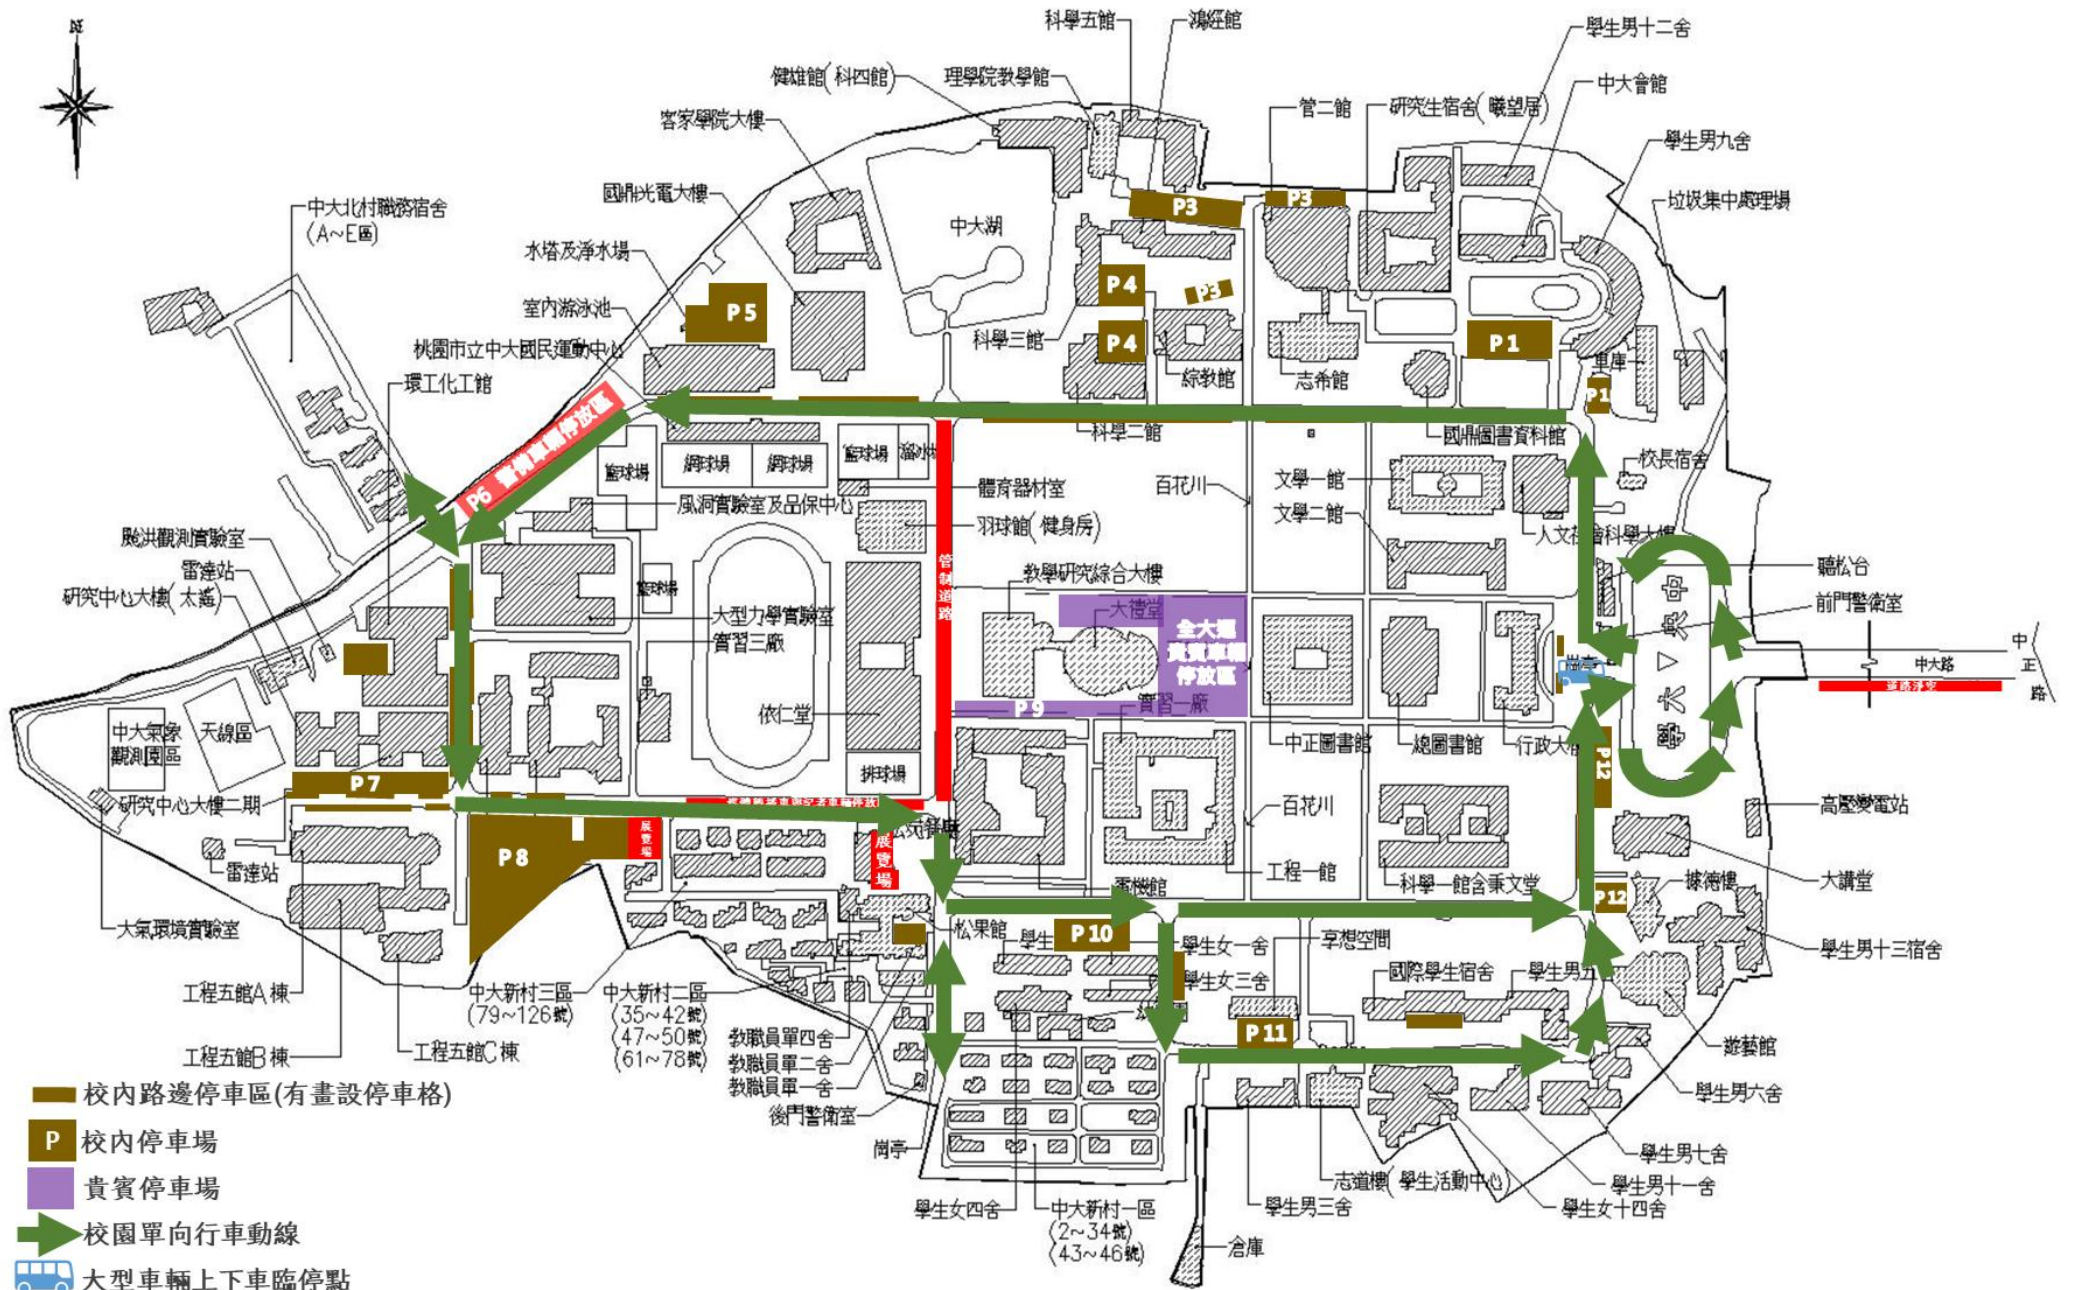 N
科學五館
鴻經館
學生男十二舍
健雄館(科四館)
理學院教學館
中大會館
管二館
研究生宿舍(曦望居)
客家學院大樓
學生男九舍
國鼎光電大樓
垃圾集中處理場
中大北村職務宿舍
(A~E區)
P3
P3
中大湖
水塔及淨水場
P4
P3
室內游泳池
P5
科學三館
P4
P1
桃園市立中大國民運動中心
綜教館
志希館
車庫
環工化工館
P6
科學二館
國鼎圖書資料館
籃球場
網球場
網球場
籃球場
校長宿舍
體育器材室
百花川
文學一館
風洞實驗室及品保中心
羽球館(健身房)
文學二館
颱洪觀測實驗室
雷達站
管制道路
教學研究綜合大樓
聽松台
研究中心大樓(太遙)
籃球場
大禮堂
前門警衛室
大型力學實驗室
實習三廠
全大運
貴賓車輛
停放區
中央大學
中大路
中正路
依仁堂
P9
實習一廠
中大氣象
觀測園區
天線區
中正圖書館
總圖書館
排球場
P12
P7
研究中心大樓二期
百花川
高壓變電站
展覽場
展覽場
P8
雷達站
電機館
工程一館
科學一館含秉文堂
據德樓
大講堂
P12
大氣環境實驗室
松果館
P10
學生女一舍
享想空間
學生男十三宿舍
國際學生宿舍
學生女三舍
工程五館A棟
中大新村三區
(79~126號)
中大新村二區
(35~42號)
(47~50號)
(61~78號)
P11
教職員單四舍
工程五館B棟
工程五館C棟
教職員單二舍
教職員單一舍
遊藝館
學生男六舍
後門警衛室
崗亭
學生男七舍
志道樓(學生活動中心)
學生男十一舍
學生女四舍
中大新村一區
(2~34號)
(43~46號)
學生男三舍
學生女十四舍
倉庫
校內路邊停車區(有畫設停車格)
P 校內停車場
貴賓停車場
校園單向行車動線
大型車輛上下車臨停點